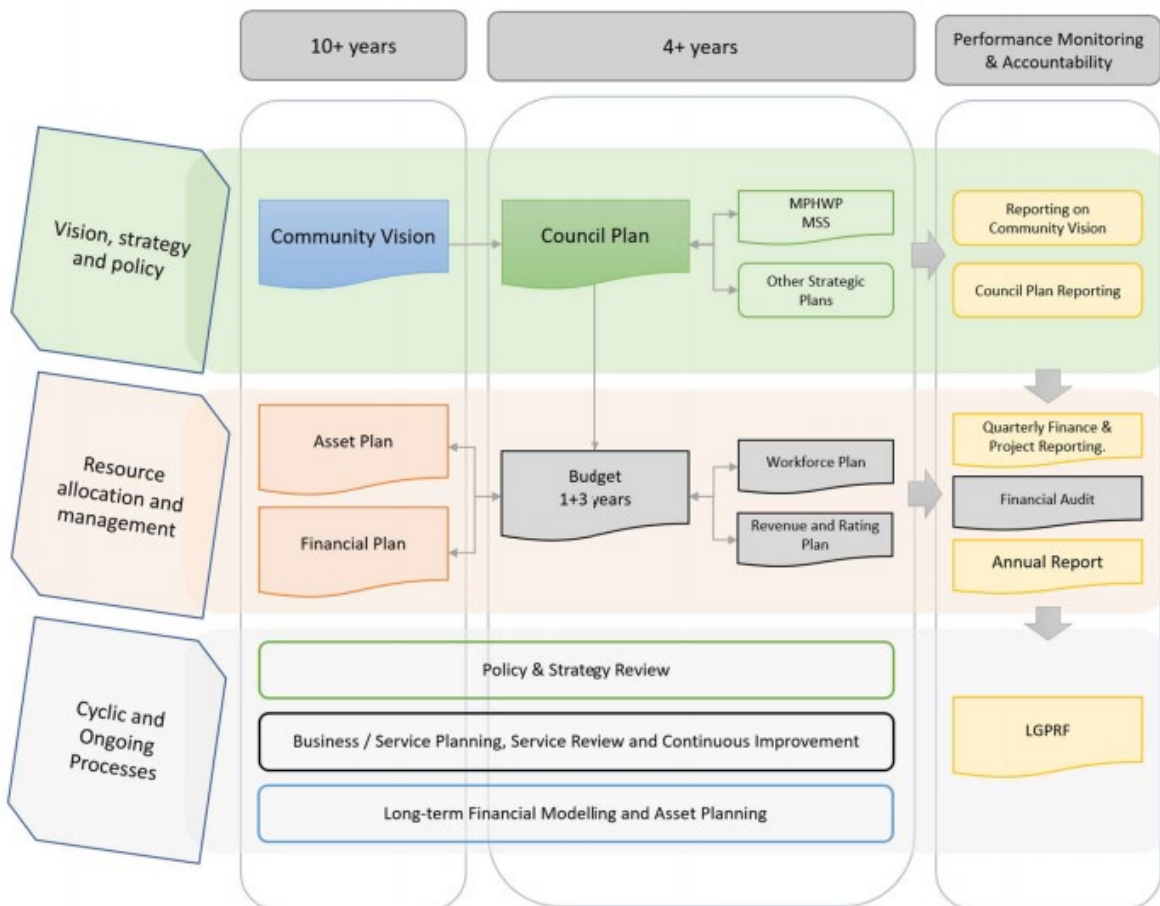 10+ years
4+ years
Performance Monitoring
& Accountability
Vision, strategy
and policy
Community Vision
Council Plan
MPHWP
MSS
Other Strategic
Plans
Reporting on
Community Vision
Council Plan Reporting
Resource
allocation and
management
Asset Plan
Financial Plan
Budget
1+3 years
Workforce Plan
Revenue and Rating
Plan
Quarterly Finance &
Project Reporting.
Financial Audit
Annual Report
Cyclic and
Ongoing
Processes
Policy & Strategy Review
Business / Service Planning, Service Review and Continuous Improvement
Long-term Financial Modelling and Asset Planning
LGPRF